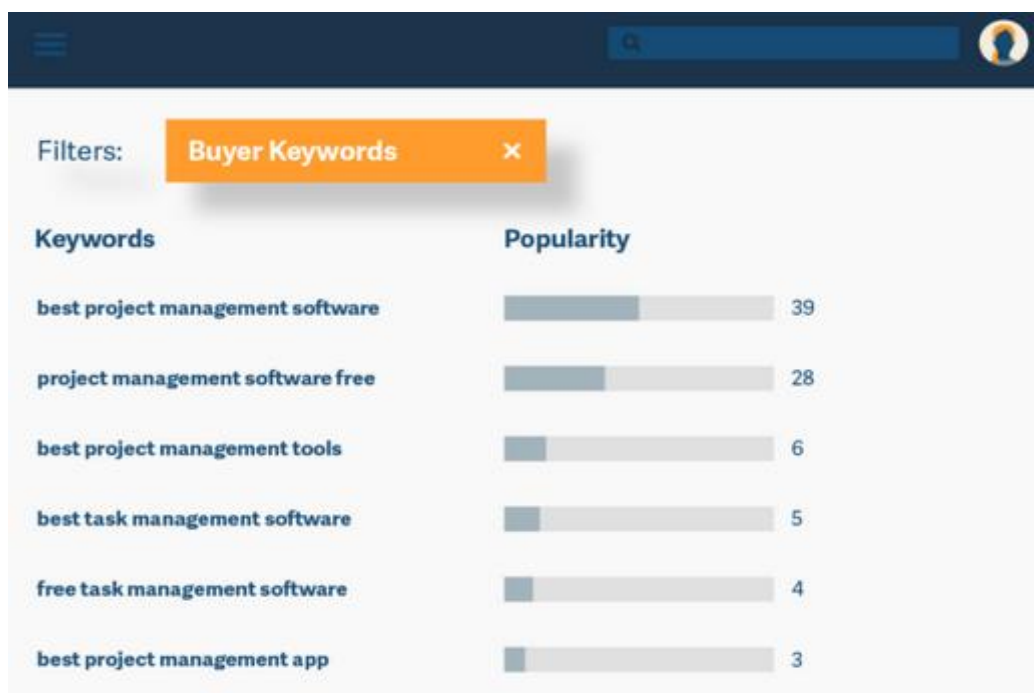 Filters: Buyer Keywords ×
Keywords Popularity
best project management software 39
project management software free 28
best project management tools 6
best task management software 5
free task management software 4
best project management app 3